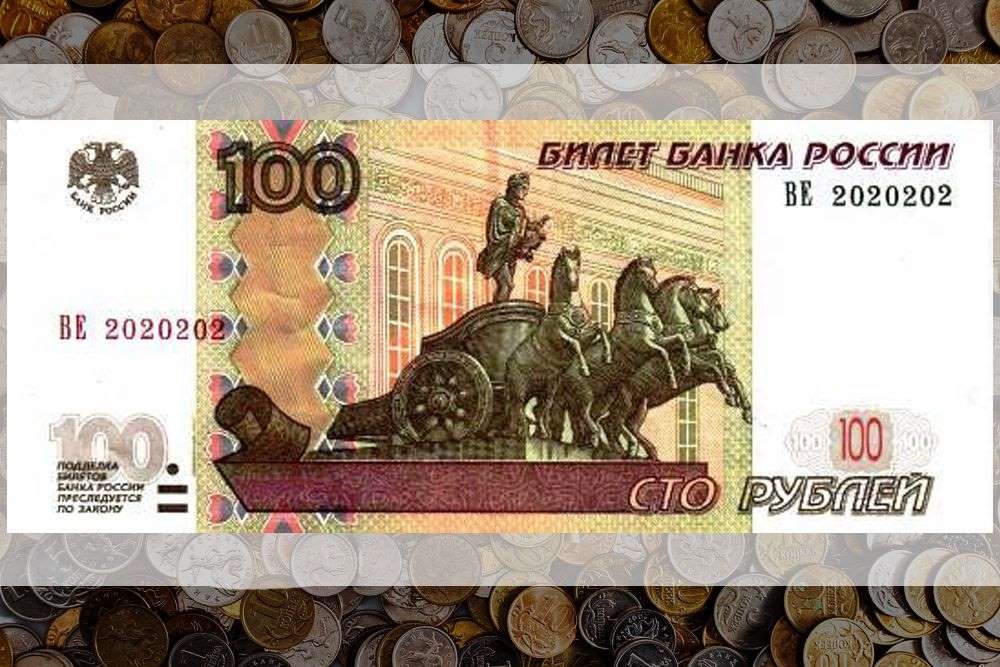 100
БИЛЕТ БАНКА РОССИИ
ВЕ 2020202
БАНК РОССИИ
ВЕ 2020202
100
ПОДДЕЛКА
БИЛЕТОВ
БАНКА РОССИИ
ПРЕСЛЕДУЕТСЯ
ПО ЗАКОНУ
100 100 100
СТО РУБЛЕЙ